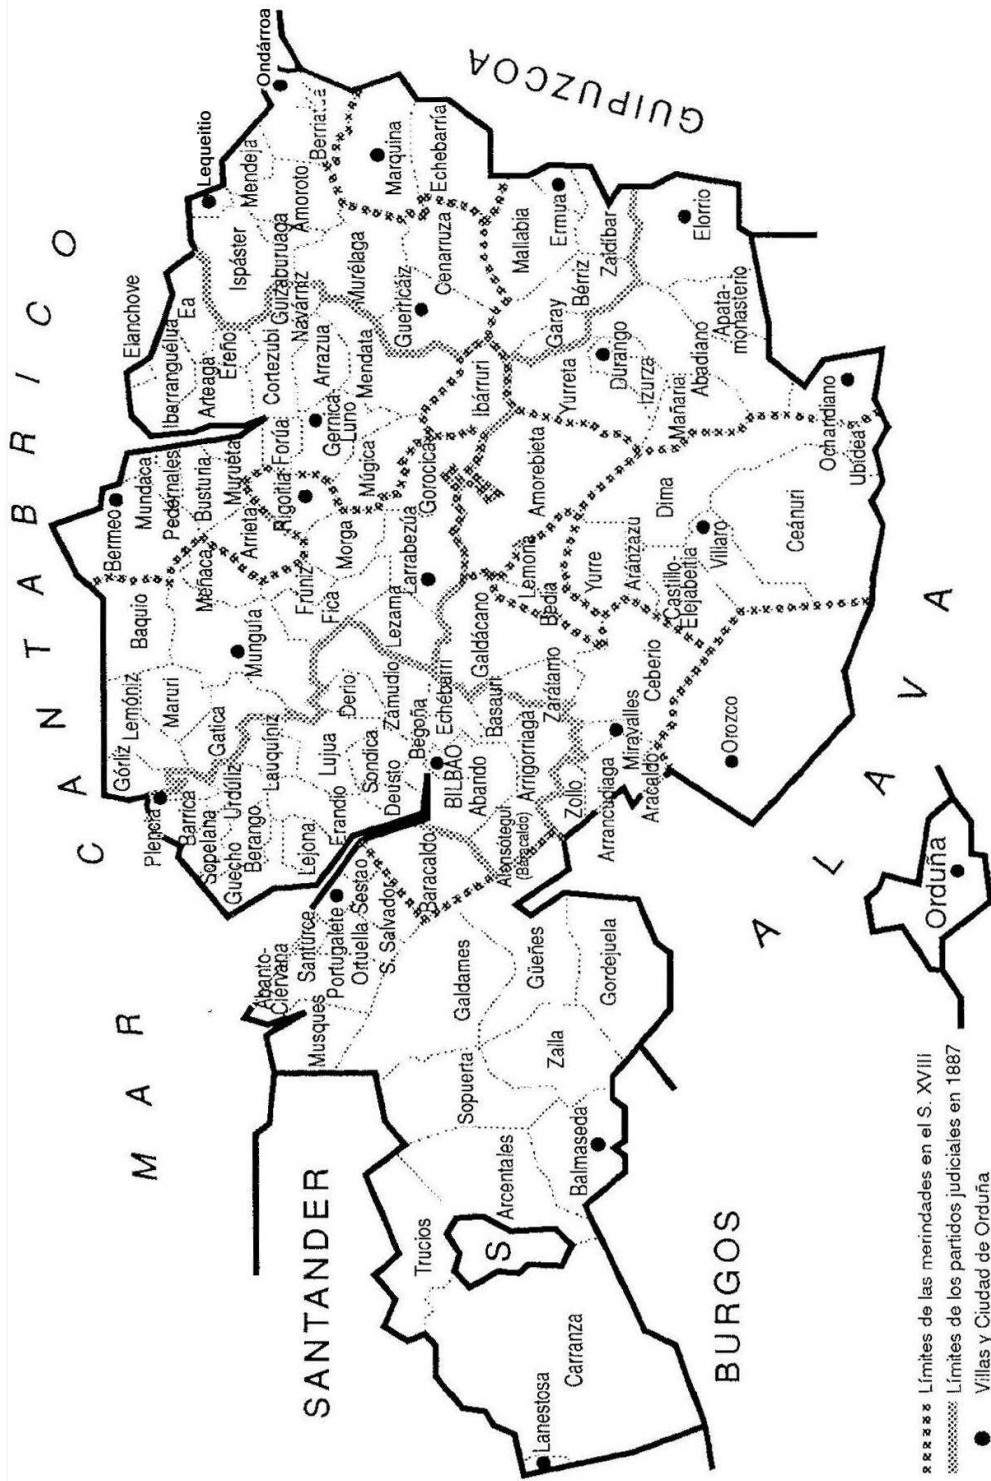 MAR CANTABRICO
SANTANDER
BURGOS
ALAVA
GUIPUZCOA
Lanestosa
Carranza
Trucios
S
Arcentales
Balmaseda
Sopuerta
Zalla
Galdames
Güeñes
Gordejuela
Musques
Abanto-
Ciérvana
Santurce
Portugalete
Ortuella
Sestao
S. Salvador
Baracaldo
Alonsótegui
(Baracaldo)
Plencia
Górliz
Lemóniz
Barrica
Sopelana
Guecho
Urdúliz
Berango
Gatica
Maruri
Lauquíniz
Lejona
Erandio
Lujua
Sondica
Deusto
Derio
Zamudio
Begoña
BILBAO
Abando
Echébarri
Basauri
Arrigorriaga
Zarátamo
Galdácano
Zollo
Arrancudiaga
Miravalles
Aracaldo
Ceberio
Orozco
Orduña
Bermeo
Baquio
Mundaca
Pedernales
Busturia
Murueta
Meñaca
Arrieta
Munguía
Rigoitia
Forúa
Frúniz
Fica
Morga
Múgica
Gernica
Luno
Lezama
Larrabezúa
Gorocica
Lemona
Bedia
Amorebieta
Yurre
Aránzazu
Castillo-
Elejabeitia
Dima
Villaro
Ceánuri
Ubidea
Ochandiano
Elanchove
Ibarranguélua
Ea
Arteaga
Ereño
Cortezubi
Navárniz
Arrazua
Mendata
Ispáster
Lequeitio
Mendeja
Guizaburuaga
Amoroto
Ondárroa
Berriatúa
Murélaga
Marquina
Echebarría
Guerricáiz
Cenarruza
Ibárruri
Mallabia
Ermua
Zaldíbar
Bérriz
Garay
Yurreta
Durango
Izurza
Mañaria
Abadiano
Apata-
monasterio
Elorrio
Límites de las merindades en el S. XVIII
Límites de los partidos judiciales en 1887
Villas y Ciudad de Orduña